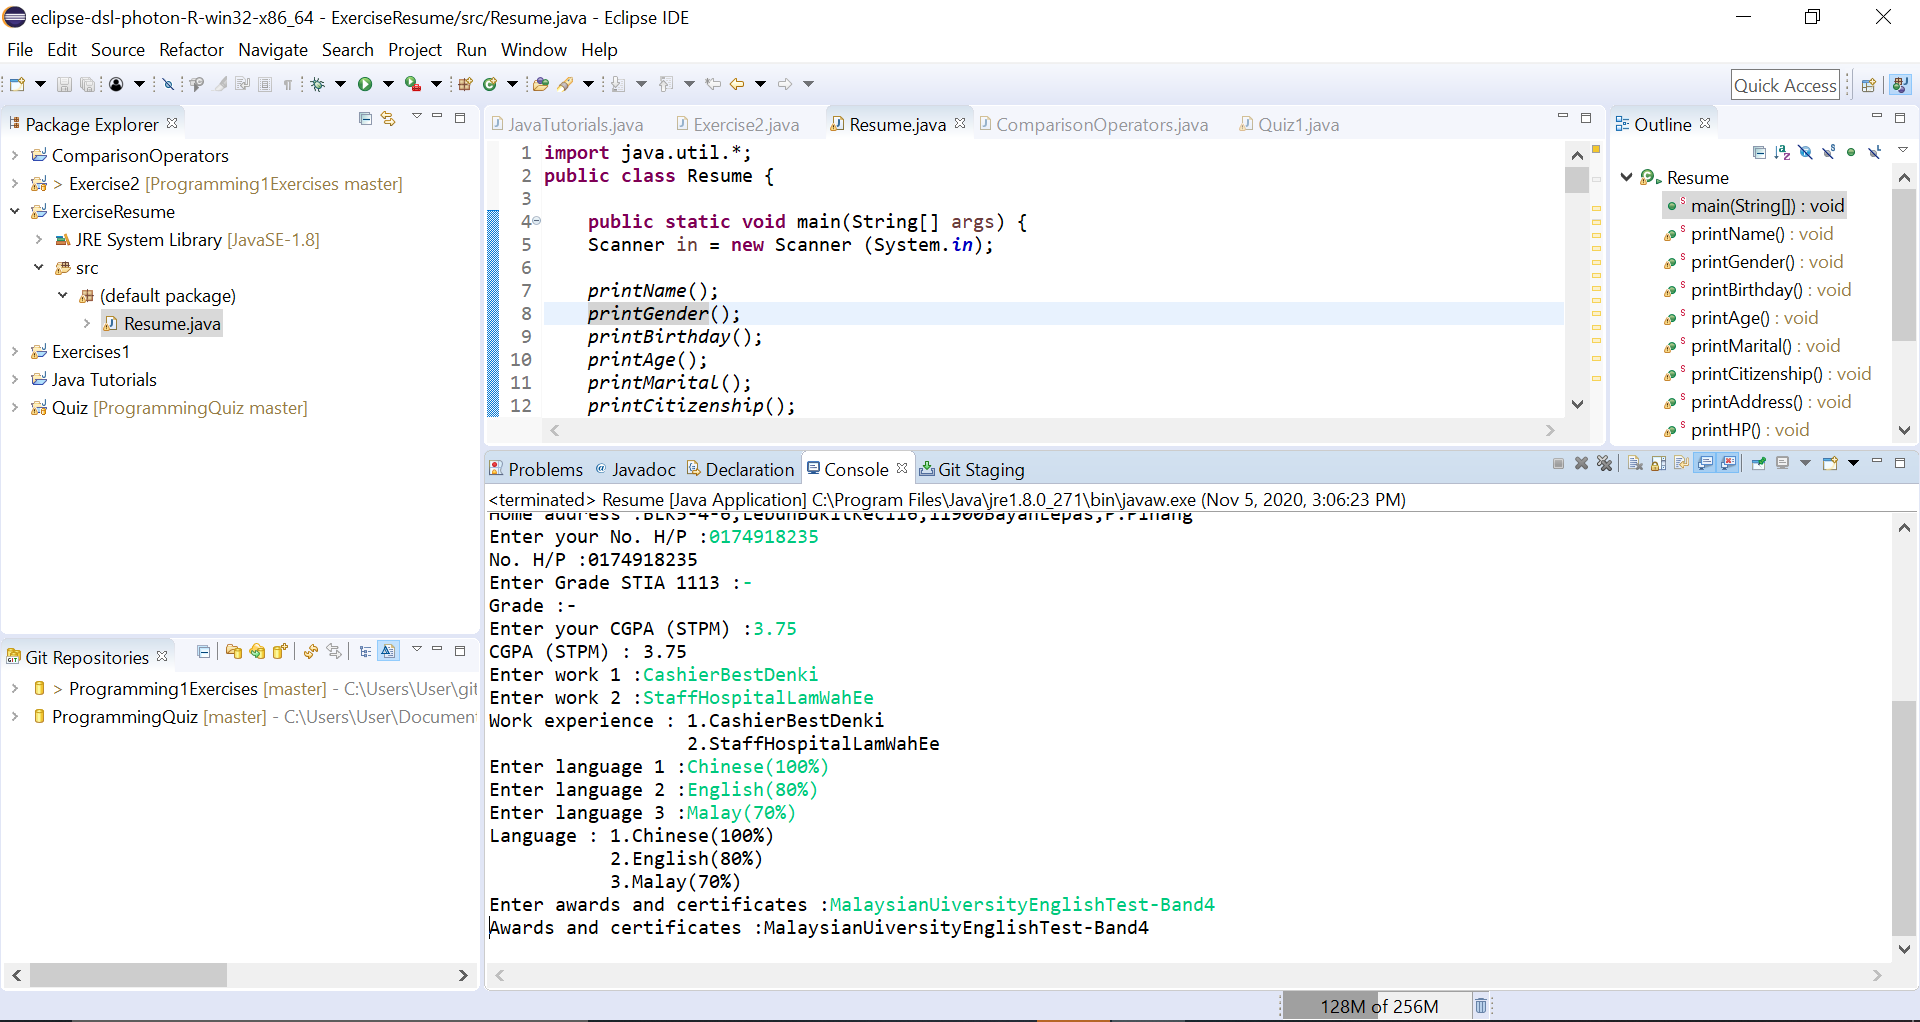 eclipse-dsl-photon-R-win32-x86_64 - ExerciseResume/src/Resume.java - Eclipse IDE
File Edit Source Refactor Navigate Search Project Run Window Help
Quick Access
Package Explorer
ComparisonOperators
> Exercise2 [Programming1Exercises master]
ExerciseResume
JRE System Library [JavaSE-1.8]
src
(default package)
Resume.java
Exercises1
Java Tutorials
Quiz [ProgrammingQuiz master]
Git Repositories
> Programming1Exercises [master] - C:\Users\User\git
ProgrammingQuiz [master] - C:\Users\User\Documen
JavaTutorials.java Exercise2.java Resume.java ComparisonOperators.java Quiz1.java
1 import java.util.*;
2 public class Resume {
3
4 public static void main(String[] args) {
5 Scanner in = new Scanner (System.in);
6
7 printName();
8 printGender();
9 printBirthday();
10 printAge();
11 printMarital();
12 printCitizenship();
Outline
Resume
main(String[]) : void
printName() : void
printGender() : void
printBirthday() : void
printAge() : void
printMarital() : void
printCitizenship() : void
printAddress() : void
printHP() : void
Problems @ Javadoc Declaration Console Git Staging
<terminated> Resume [Java Application] C:\Program Files\Java\jre1.8.0_271\bin\javaw.exe (Nov 5, 2020, 3:06:23 PM)
Home address :BLK5-4-6,LebuhBukitKecil6,11900BayanLepas,P.Pinang
Enter your No. H/P :0174918235
No. H/P :0174918235
Enter Grade STIA 1113 :-
Grade :-
Enter your CGPA (STPM) :3.75
CGPA (STPM) : 3.75
Enter work 1 :CashierBestDenki
Enter work 2 :StaffHospitalLamWahEe
Work experience : 1.CashierBestDenki
2.StaffHospitalLamWahEe
Enter language 1 :Chinese(100%)
Enter language 2 :English(80%)
Enter language 3 :Malay(70%)
Language : 1.Chinese(100%)
2.English(80%)
3.Malay(70%)
Enter awards and certificates :MalaysianUiversityEnglishTest-Band4
Awards and certificates :MalaysianUiversityEnglishTest-Band4
128M of 256M